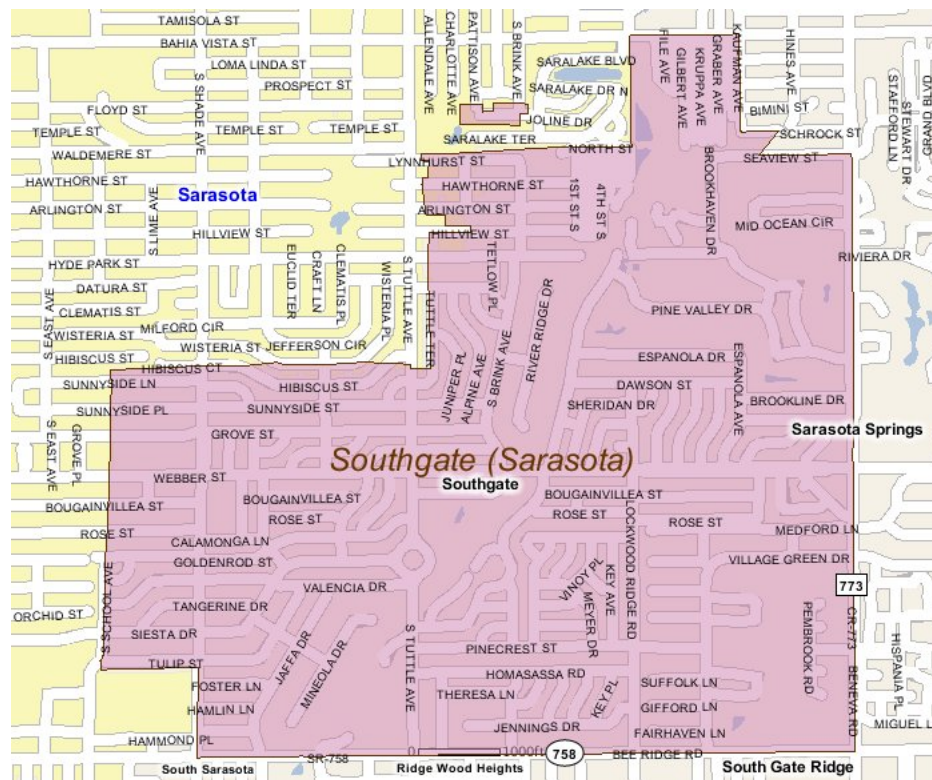 TAMISOLA ST
BAHIA VISTA ST
LOMA LINDA ST
PROSPECT ST
FLOYD ST
TEMPLE ST
TEMPLE ST
TEMPLE ST
WALDEMERE ST
HAWTHORNE ST
ARLINGTON ST
S LIME AVE
S SHADE AVE
Sarasota
HILLVIEW ST
HYDE PARK ST
DATURA ST
CLEMATIS ST
WISTERIA ST
HIBISCUS ST
MILFORD CIR
WISTERIA ST
JEFFERSON CIR
HIBISCUS CT
EUCLID TER
CRAFT LN
CLEMATIS PL
WISTERIA PL
S TUTTLE AVE
TUTTLE TER
S EAST AVE
ALLENDALE AVE
CHARLOTTE AVE
PATTISON AVE
S BRINK AVE
SARALAKE BLVD
SARALAKE DR N
JOLINE DR
SARALAKE TER
NORTH ST
LYNNHURST ST
HAWTHORNE ST
ARLINGTON ST
HILLVIEW ST
1ST ST S
4TH ST S
FILE AVE
GILBERT AVE
KRUPPA AVE
GRABER AVE
KAUFMAN AVE
HINES AVE
BIMINI ST
SCHROCK ST
SEAVIEW ST
STAFFORD LN
STEWART DR
GRAND BLVD
BROOKHAVEN DR
MID OCEAN CIR
RIVIERA DR
TETLOW PL
RIVER RIDGE DR
S BRINK AVE
ALPINE AVE
JUNIPER PL
PINE VALLEY DR
ESPANOLA DR
ESPANOLA AVE
DAWSON ST
SHERIDAN DR
BROOKLINE DR
Sarasota Springs
SUNNYSIDE LN
HIBISCUS ST
SUNNYSIDE PL
SUNNYSIDE ST
GROVE ST
S EAST AVE
GROVE PL
Southgate (Sarasota)
Southgate
WEBBER ST
BOUGAINVILLEA ST
BOUGAINVILLEA ST
BOUGAINVILLEA ST
ROSE ST
ROSE ST
ROSE ST
ROSE ST
MEDFORD LN
CALAMONGA LN
GOLDENROD ST
VALENCIA DR
VILLAGE GREEN DR
773
CR-773
BENEVA RD
LOCKWOOD RIDGE RD
VINOY PL
KEY AVE
MEYER DR
PEMBROOK RD
HISPANIA PL
MIGUEL L
ORCHID ST
S SCHOOL AVE
TANGERINE DR
SIESTA DR
TULIP ST
JAFFA DR
MINEOLA DR
S TUTTLE AVE
PINECREST ST
HOMASASSA RD
THERESA LN
KEY PL
JENNINGS DR
SUFFOLK LN
GIFFORD LN
FAIRHAVEN LN
FOSTER LN
HAMLIN LN
HAMMOND PL
SR-758
0 1000ft
758
BEE RIDGE RD
South Sarasota
Ridge Wood Heights
South Gate Ridge